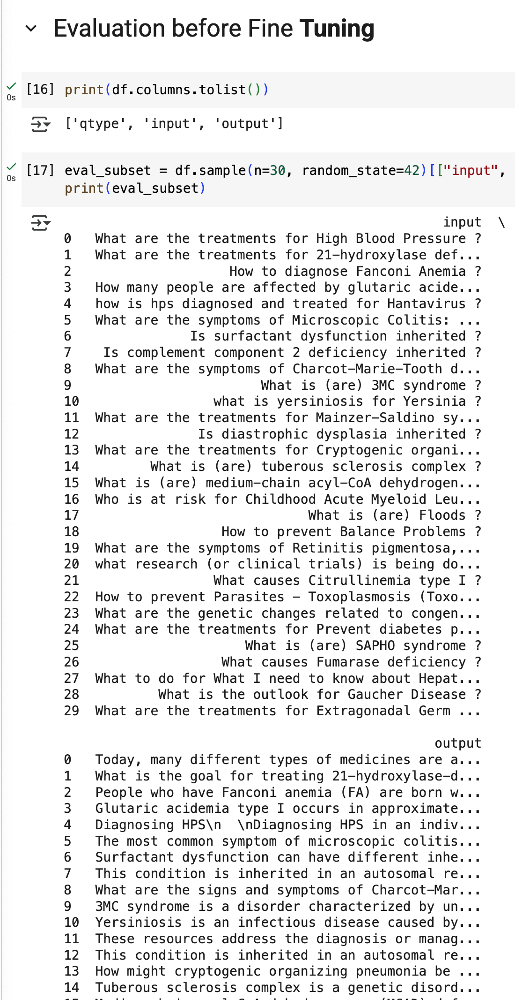 Evaluation before Fine Tuning
[16] print(df.columns.tolist())
0s
['qtype', 'input', 'output']
[17] eval_subset = df.sample(n=30, random_state=42)[["input",
0s
print(eval_subset)
input \
0 What are the treatments for High Blood Pressure ?
1 What are the treatments for 21-hydroxylase def...
2 How to diagnose Fanconi Anemia ?
3 How many people are affected by glutaric acide...
4 how is hps diagnosed and treated for Hantavirus ?
5 What are the symptoms of Microscopic Colitis: ...
6 Is surfactant dysfunction inherited ?
7 Is complement component 2 deficiency inherited ?
8 What are the symptoms of Charcot-Marie-Tooth d...
9 What is (are) 3MC syndrome ?
10 what is yersiniosis for Yersinia ?
11 What are the treatments for Mainzer-Saldino sy...
12 Is diastrophic dysplasia inherited ?
13 What are the treatments for Cryptogenic organi...
14 What is (are) tuberous sclerosis complex ?
15 What is (are) medium-chain acyl-CoA dehydrogen...
16 Who is at risk for Childhood Acute Myeloid Leu...
17 What is (are) Floods ?
18 How to prevent Balance Problems ?
19 What are the symptoms of Retinitis pigmentosa,...
20 what research (or clinical trials) is being do...
21 What causes Citrullinemia type I ?
22 How to prevent Parasites - Toxoplasmosis (Toxo...
23 What are the genetic changes related to congen...
24 What are the treatments for Prevent diabetes p...
25 What is (are) SAPHO syndrome ?
26 What causes Fumarase deficiency ?
27 What to do for What I need to know about Hepat...
28 What is the outlook for Gaucher Disease ?
29 What are the treatments for Extragonadal Germ ...
output
0 Today, many different types of medicines are a...
1 What is the goal for treating 21-hydroxylase-d...
2 People who have Fanconi anemia (FA) are born w...
3 Glutaric acidemia type I occurs in approximate...
4 Diagnosing HPS\n  \nDiagnosing HPS in an indiv...
5 The most common symptom of microscopic colitis...
6 Surfactant dysfunction can have different inhe...
7 This condition is inherited in an autosomal re...
8 What are the signs and symptoms of Charcot-Mar...
9 3MC syndrome is a disorder characterized by un...
10 Yersiniosis is an infectious disease caused by...
11 These resources address the diagnosis or manag...
12 This condition is inherited in an autosomal re...
13 How might cryptogenic organizing pneumonia be ...
14 Tuberous sclerosis complex is a genetic disord...